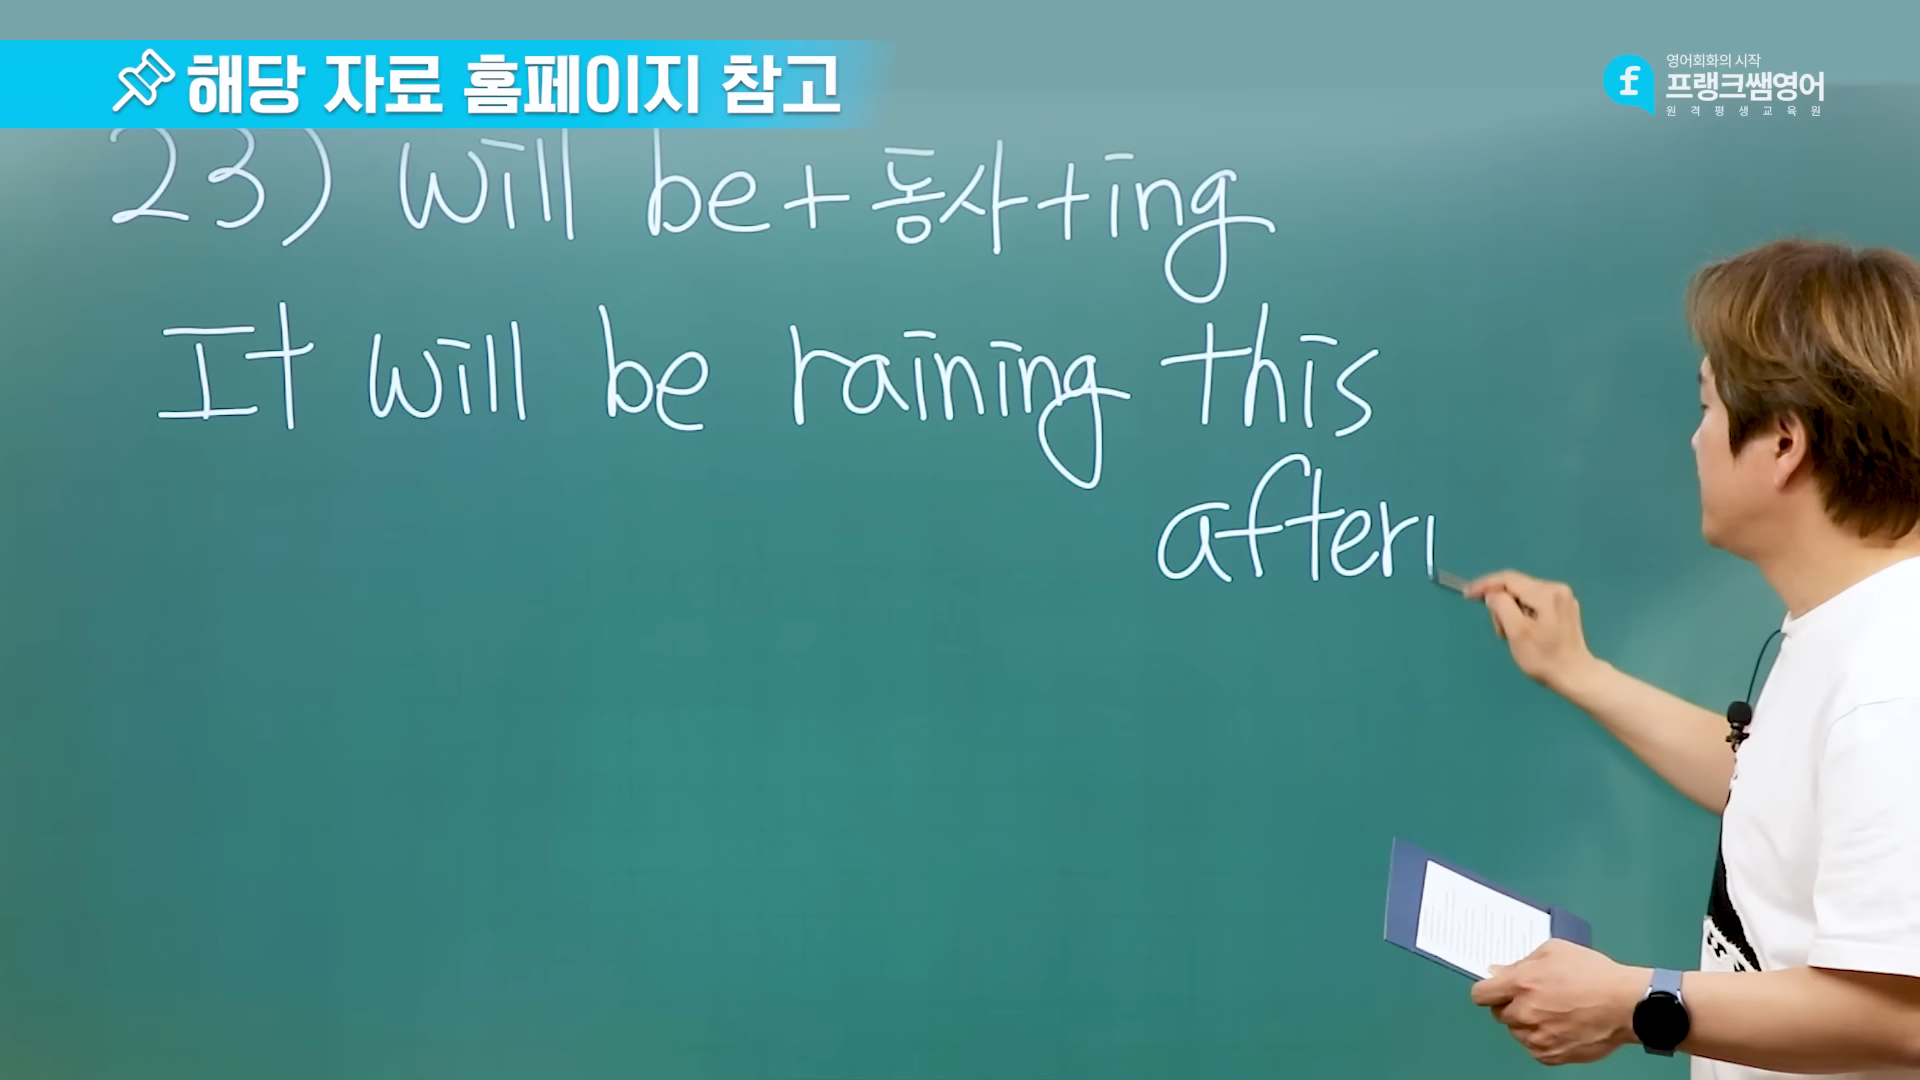 해당 자료 홈페이지 참고
영어회화의 시작
프랭크쌤영어
원격평생교육원
23) will be+동사+ing
It will be raining this
after